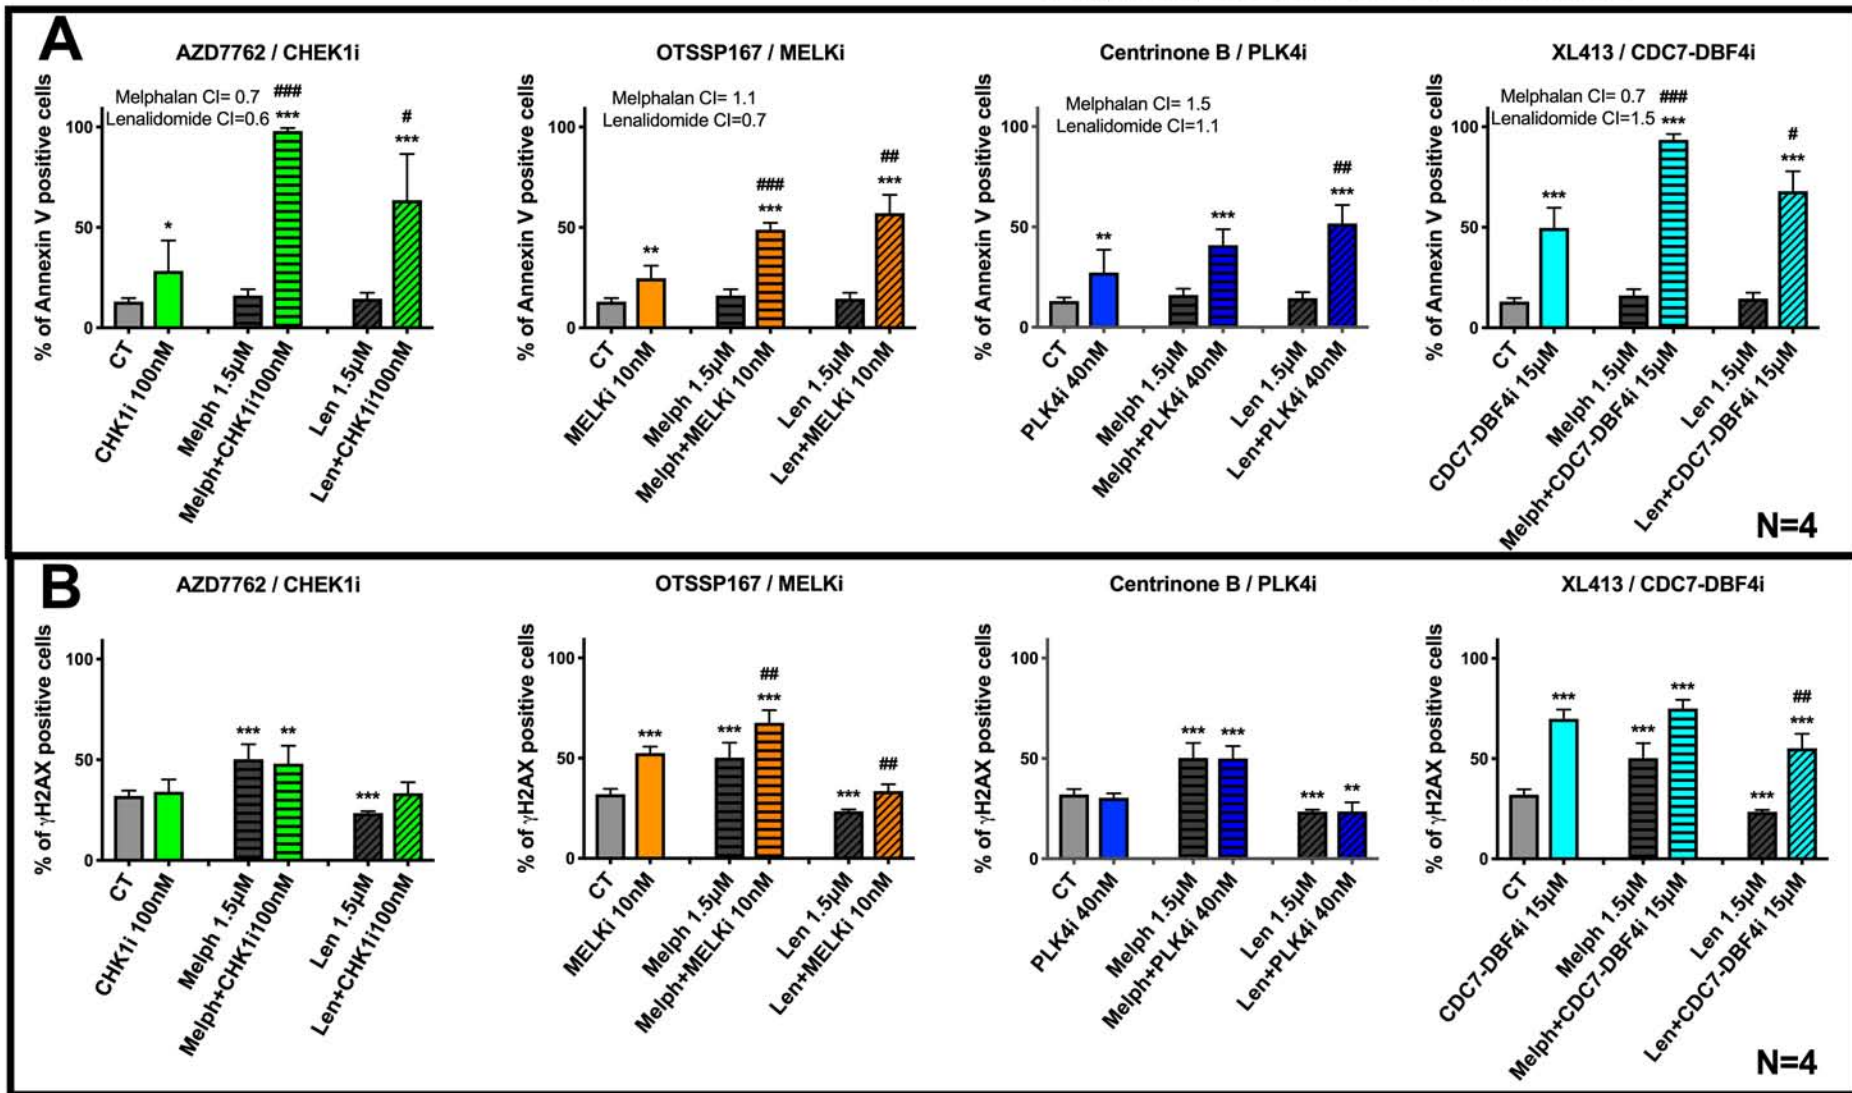 A
AZD7762 / CHEK1i
% of Annexin V positive cells
Melphalan CI= 0.7
Lenalidomide CI=0.6
100
50
0
*
###
***
#
***
CT
CHK1i 100nM
Melph 1.5µM
Melph+CHK1i100nM
Len 1.5µM
Len+CHK1i100nM
OTSSP167 / MELKi
% of Annexin V positive cells
Melphalan CI= 1.1
Lenalidomide CI=0.7
100
50
0
**
###
***
##
***
CT
MELKi 10nM
Melph 1.5µM
Melph+MELKi 10nM
Len 1.5µM
Len+MELKi 10nM
Centrinone B / PLK4i
% of Annexin V positive cells
Melphalan CI= 1.5
Lenalidomide CI=1.1
100
50
0
**
***
##
***
CT
PLK4i 40nM
Melph 1.5µM
Melph+PLK4i 40nM
Len 1.5µM
Len+PLK4i 40nM
XL413 / CDC7-DBF4i
% of Annexin V positive cells
Melphalan CI= 0.7
Lenalidomide CI=1.5
100
50
0
***
###
***
#
***
CT
CDC7-DBF4i 15µM
Melph 1.5µM
Melph+CDC7-DBF4i 15µM
Len 1.5µM
Len+CDC7-DBF4i 15µM
N=4
B
AZD7762 / CHEK1i
% of γH2AX positive cells
100
50
0
***
**
***
CT
CHK1i 100nM
Melph 1.5µM
Melph+CHK1i100nM
Len 1.5µM
Len+CHK1i100nM
OTSSP167 / MELKi
% of γH2AX positive cells
100
50
0
***
***
##
***
***
##
CT
MELKi 10nM
Melph 1.5µM
Melph+MELKi 10nM
Len 1.5µM
Len+MELKi 10nM
Centrinone B / PLK4i
% of γH2AX positive cells
100
50
0
***
***
***
**
CT
PLK4i 40nM
Melph 1.5µM
Melph+PLK4i 40nM
Len 1.5µM
Len+PLK4i 40nM
XL413 / CDC7-DBF4i
% of γH2AX positive cells
100
50
0
***
***
***
***
##
***
CT
CDC7-DBF4i 15µM
Melph 1.5µM
Melph+CDC7-DBF4i 15µM
Len 1.5µM
Len+CDC7-DBF4i 15µM
N=4